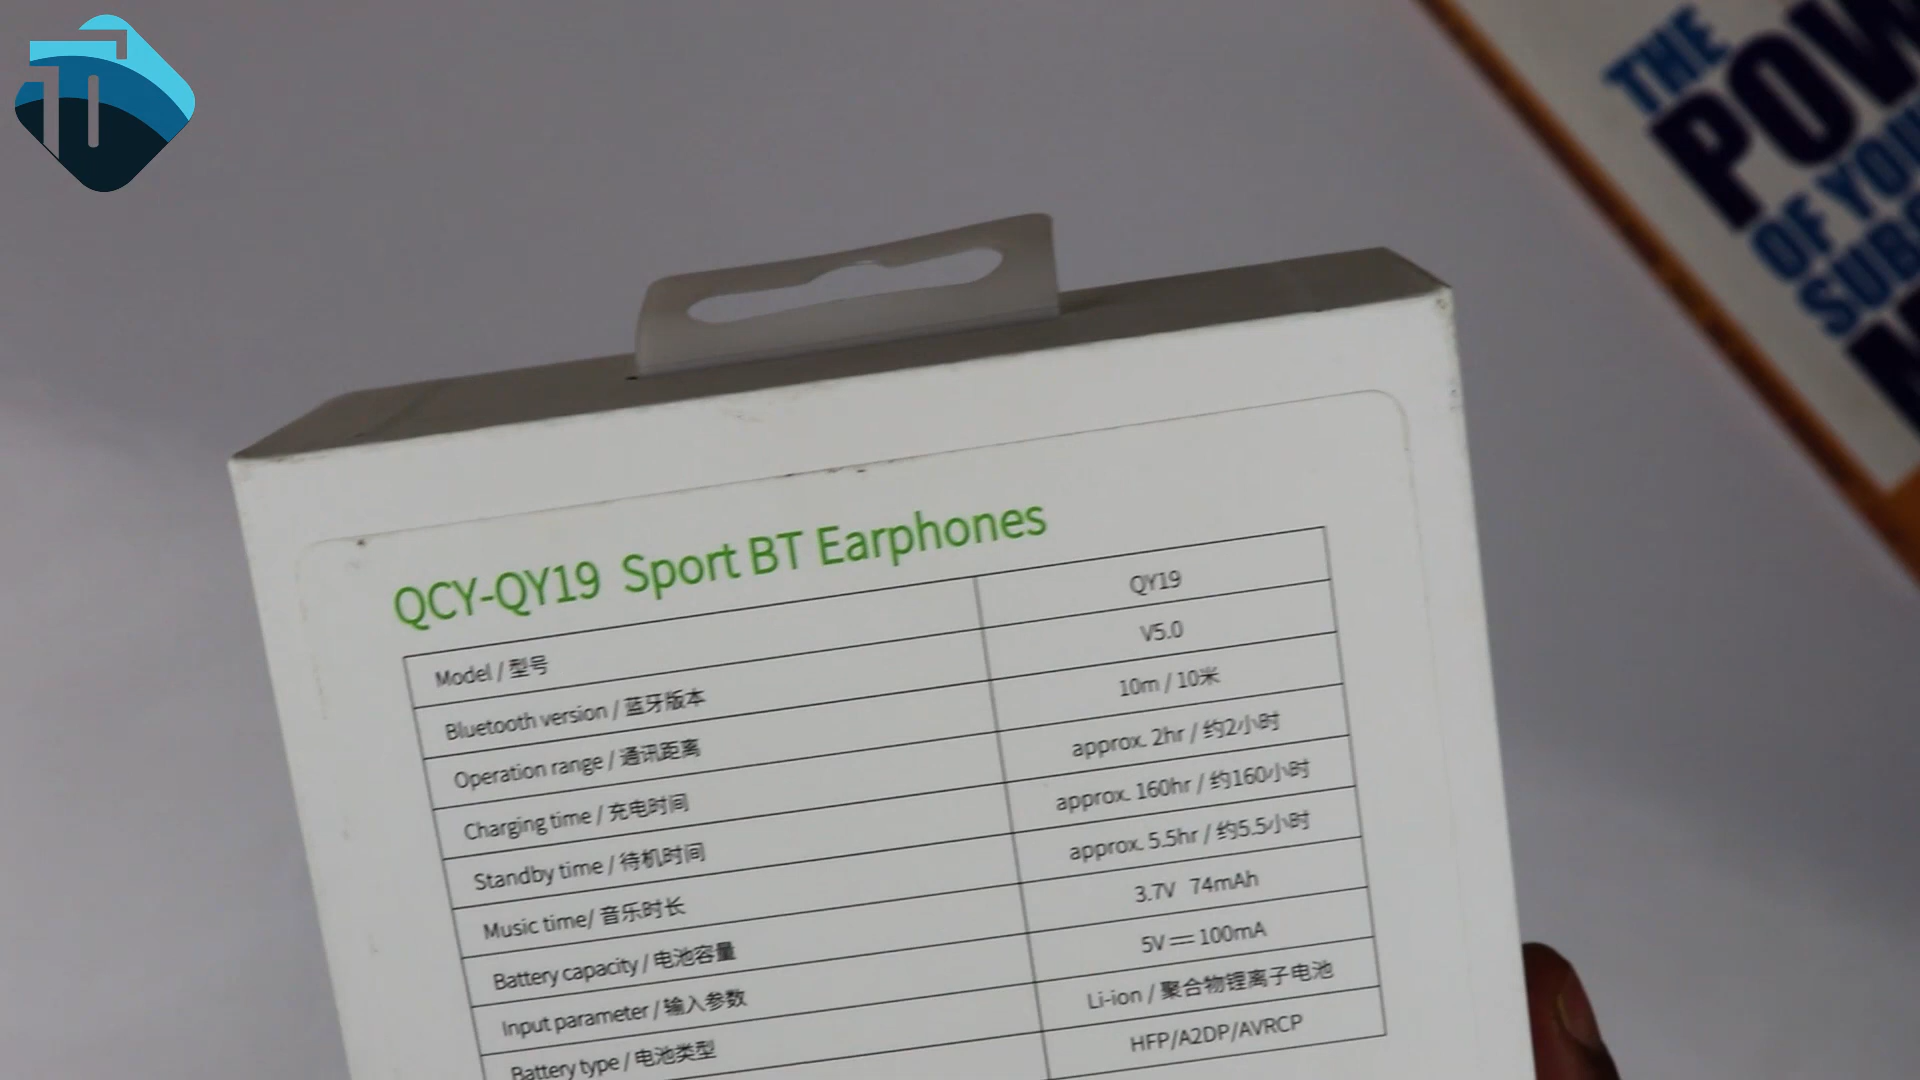 THE
OF YOU
QCY-QY19 Sport BT Earphones
Model / 型号 QY19
Bluetooth version / 蓝牙版本 V5.0
Operation range / 通讯距离 10m / 10米
Charging time / 充电时间 approx. 2hr / 约2小时
Standby time / 待机时间 approx. 160hr / 约160小时
Music time/ 音乐时长 approx. 5.5hr / 约5.5小时
Battery capacity / 电池容量 3.7V 74mAh
Input parameter / 输入参数 5V⎓100mA
Battery type / 电池类型 Li-ion / 聚合物锂离子电池
HFP/A2DP/AVRCP